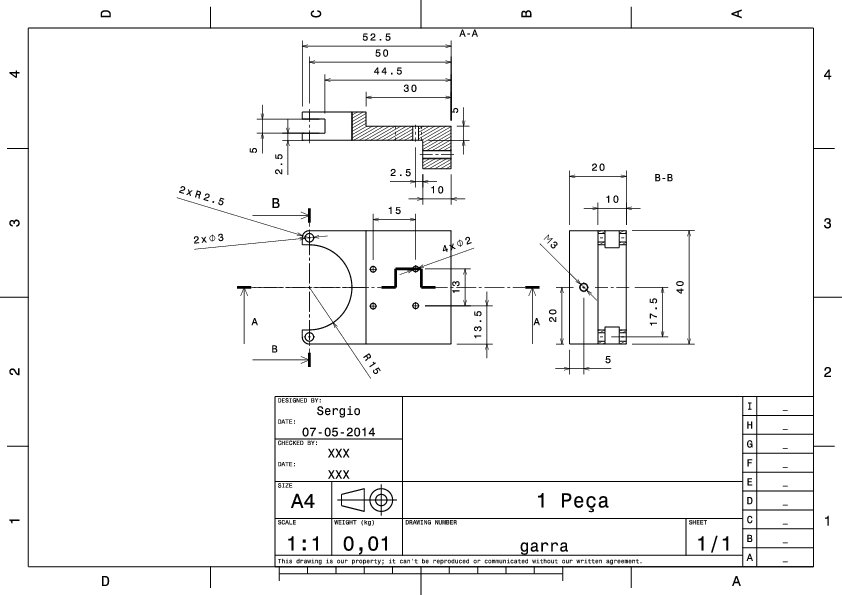 D C B A
52.5 A-A
50
4 44.5 4
30
5
5 2.5
2.5 10
20 B-B
10
2xR2.5 B 15
3 2xΦ3 4xΦ2 M3 3
13 40
A 13.5 A 20 17.5
B R15 5
2 2
DESIGNED BY:
Sergio
DATE:
07-05-2014
CHECKED BY:
XXX
DATE:
XXX
I _
H _
G _
F _
E _
D _
C _
B _
A _
SIZE
A4 1 Peça
1 1
SCALE WEIGHT (kg) DRAWING NUMBER SHEET
1:1 0,01 garra 1/1
This drawing is our property; it can't be reproduced or communicated without our written agreement.
D A